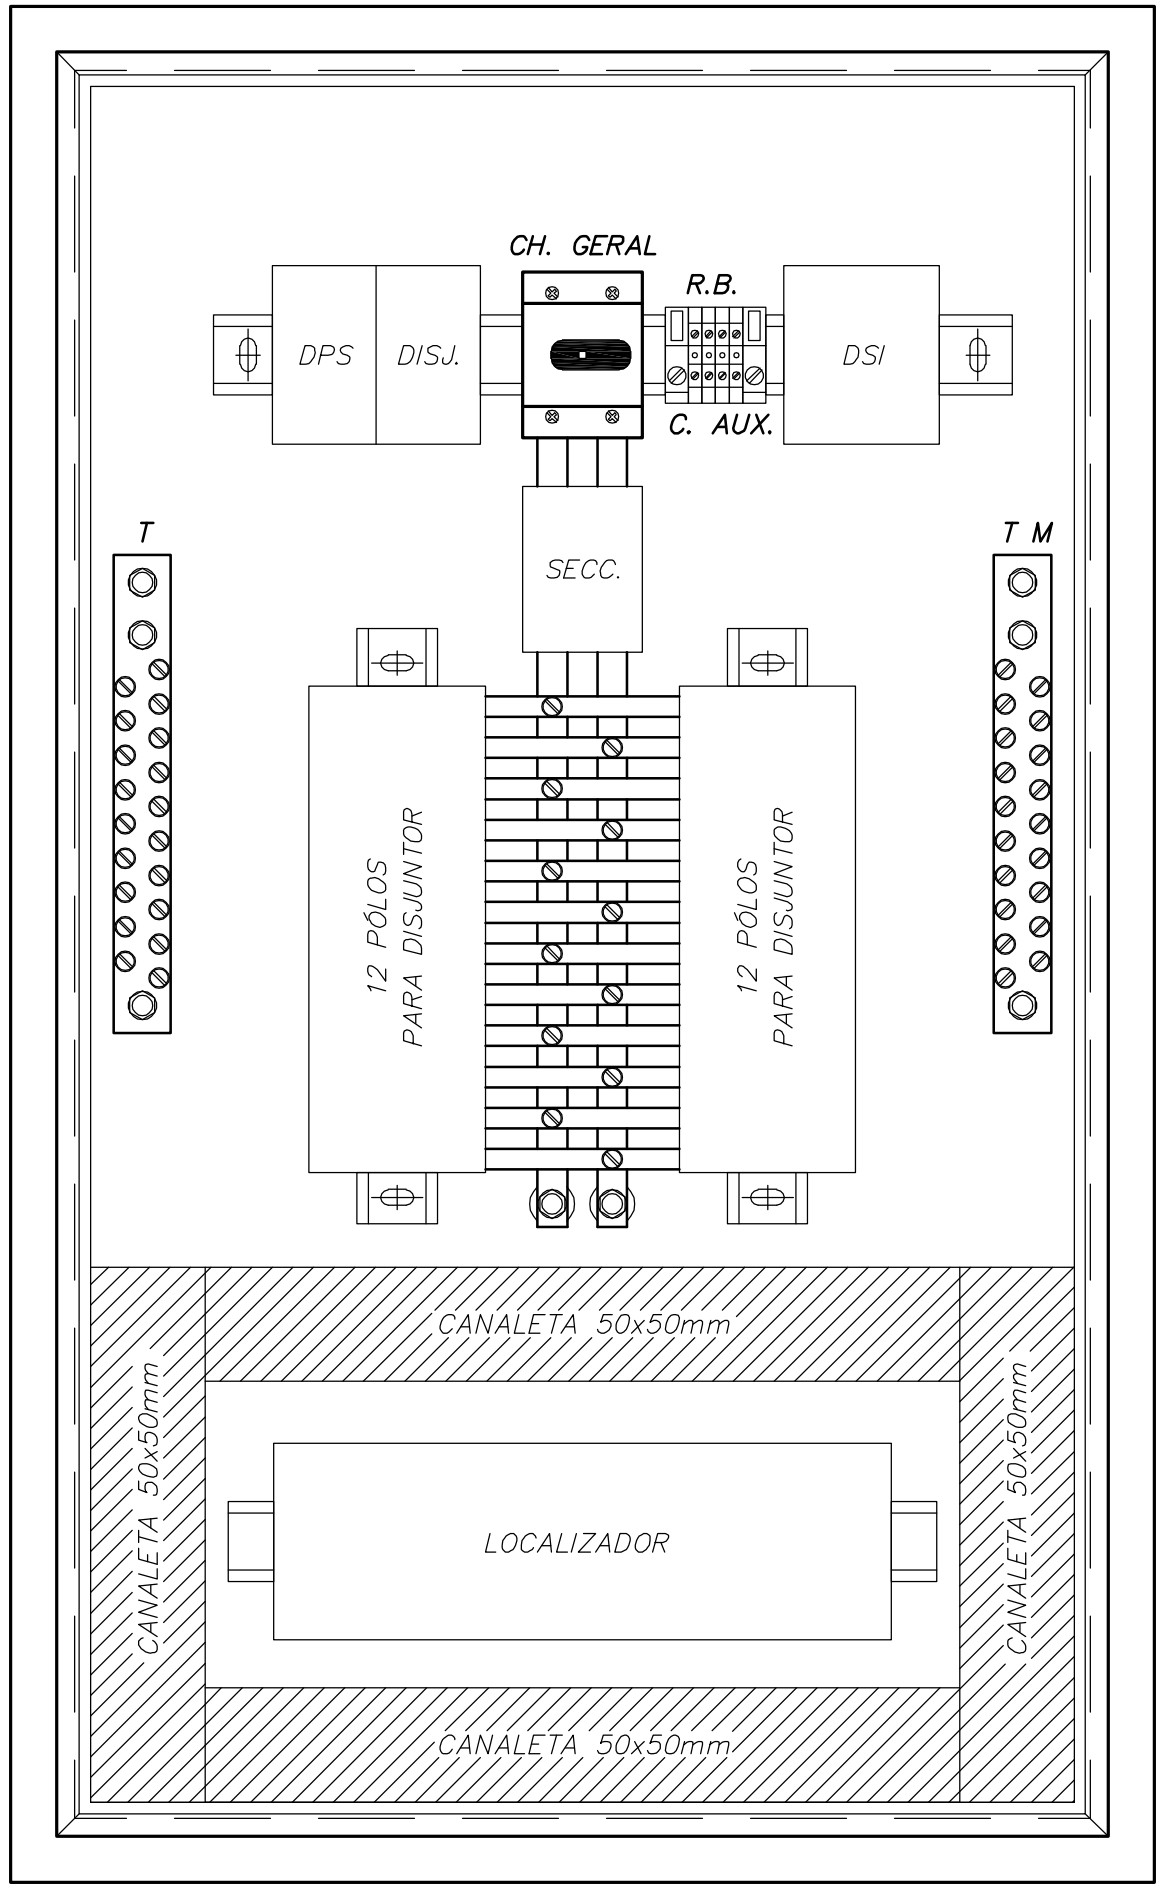 CH. GERAL
R.B.
DPS
DISJ.
DSI
C. AUX.
T
T M
SECC.
12 PÓLOS
PARA DISJUNTOR
12 PÓLOS
PARA DISJUNTOR
CANALETA 50x50mm
CANALETA 50x50mm
CANALETA 50x50mm
LOCALIZADOR
CANALETA 50x50mm